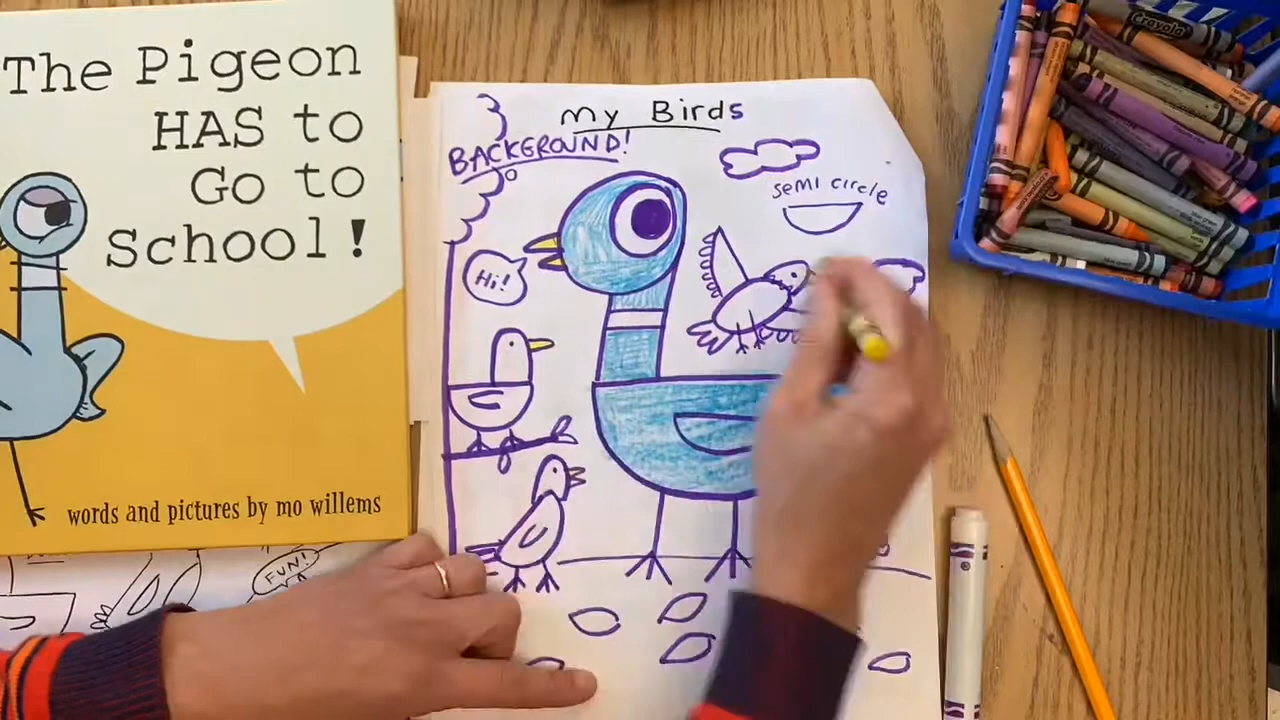 The Pigeon
HAS to
Go to
School!
words and pictures by mo willems
FUN!
My Birds
BACKGROUND!
semi circle
Hi!
Crayola